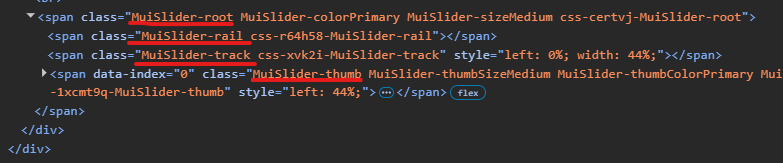 <span class="MuiSlider-root MuiSlider-colorPrimary MuiSlider-sizeMedium css-certvj-MuiSlider-root">
<span class="MuiSlider-rail css-r64h58-MuiSlider-rail"></span>
<span class="MuiSlider-track css-xvk2i-MuiSlider-track" style="left: 0%; width: 44%;"></span>
<span data-index="0" class="MuiSlider-thumb MuiSlider-thumbSizeMedium MuiSlider-thumbColorPrimary Mui
-1xcmt9q-MuiSlider-thumb" style="left: 44%;">…</span> flex
</span>
</div>
</div>